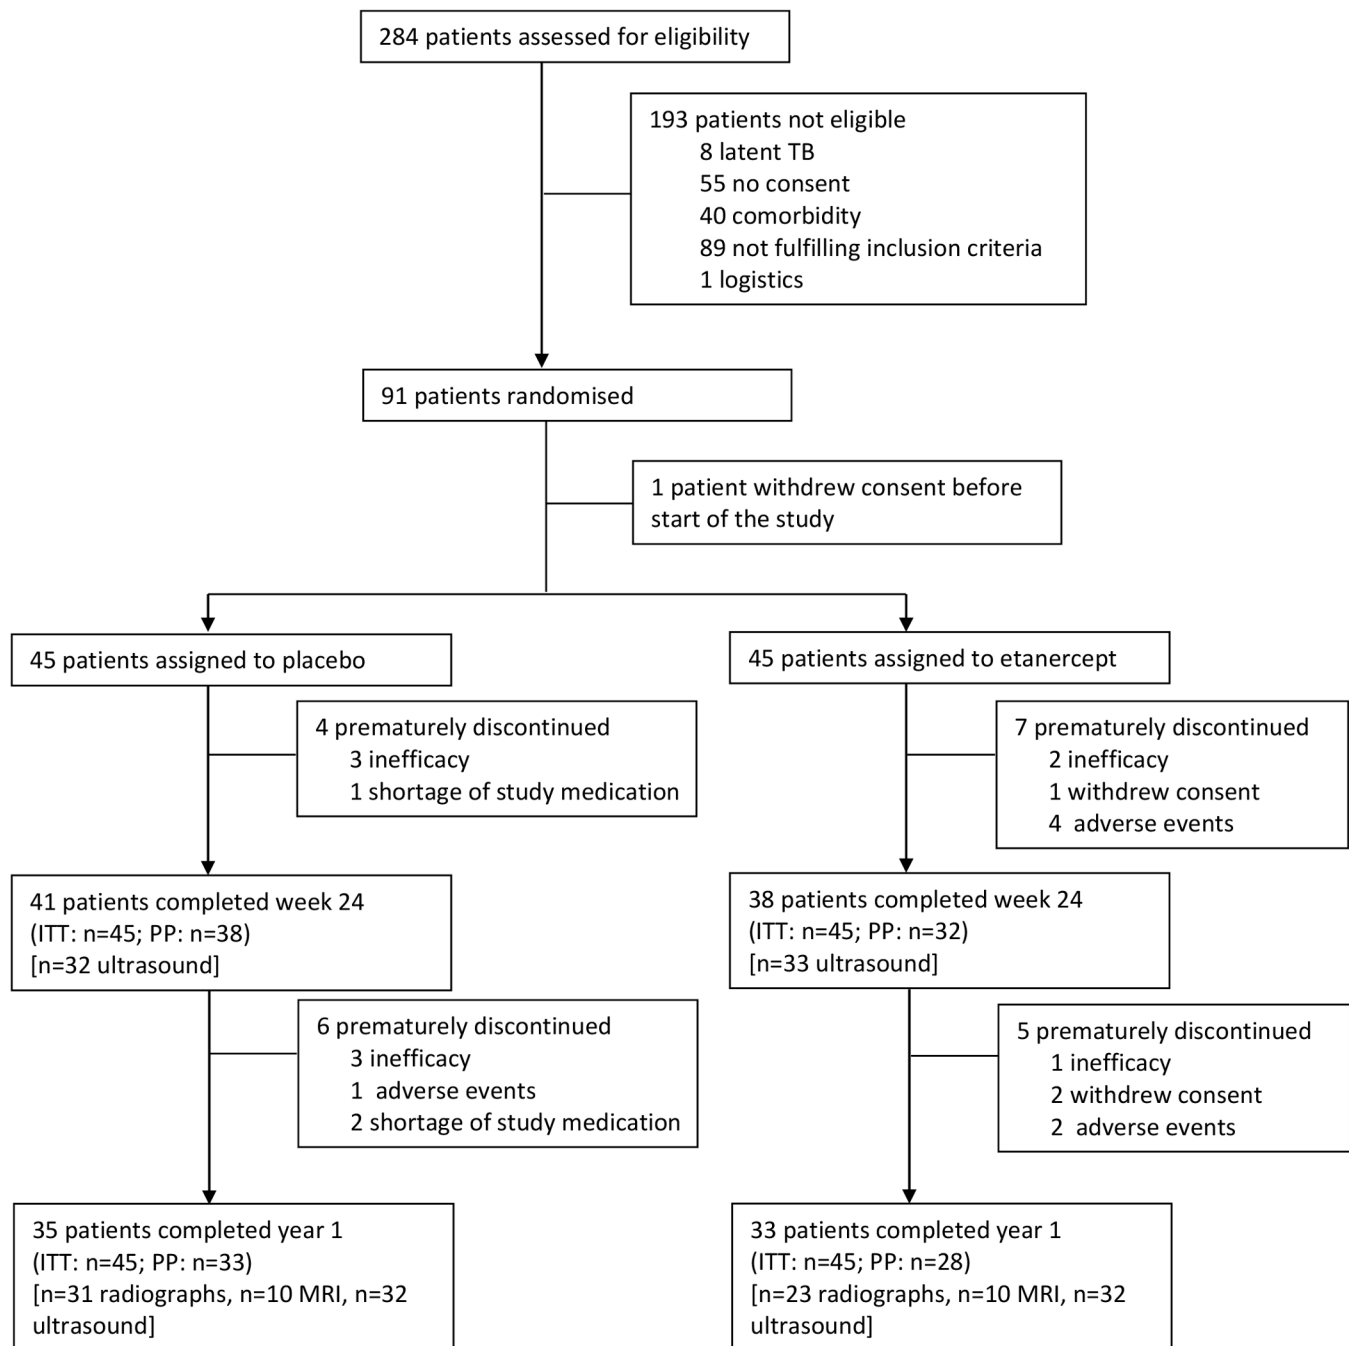 284 patients assessed for eligibility
193 patients not eligible
8 latent TB
55 no consent
40 comorbidity
89 not fulfilling inclusion criteria
1 logistics
91 patients randomised
1 patient withdrew consent before
start of the study
45 patients assigned to placebo
45 patients assigned to etanercept
4 prematurely discontinued
3 inefficacy
1 shortage of study medication
7 prematurely discontinued
2 inefficacy
1 withdrew consent
4 adverse events
41 patients completed week 24
(ITT: n=45; PP: n=38)
[n=32 ultrasound]
38 patients completed week 24
(ITT: n=45; PP: n=32)
[n=33 ultrasound]
6 prematurely discontinued
3 inefficacy
1 adverse events
2 shortage of study medication
5 prematurely discontinued
1 inefficacy
2 withdrew consent
2 adverse events
35 patients completed year 1
(ITT: n=45; PP: n=33)
[n=31 radiographs, n=10 MRI, n=32
ultrasound]
33 patients completed year 1
(ITT: n=45; PP: n=28)
[n=23 radiographs, n=10 MRI, n=32
ultrasound]